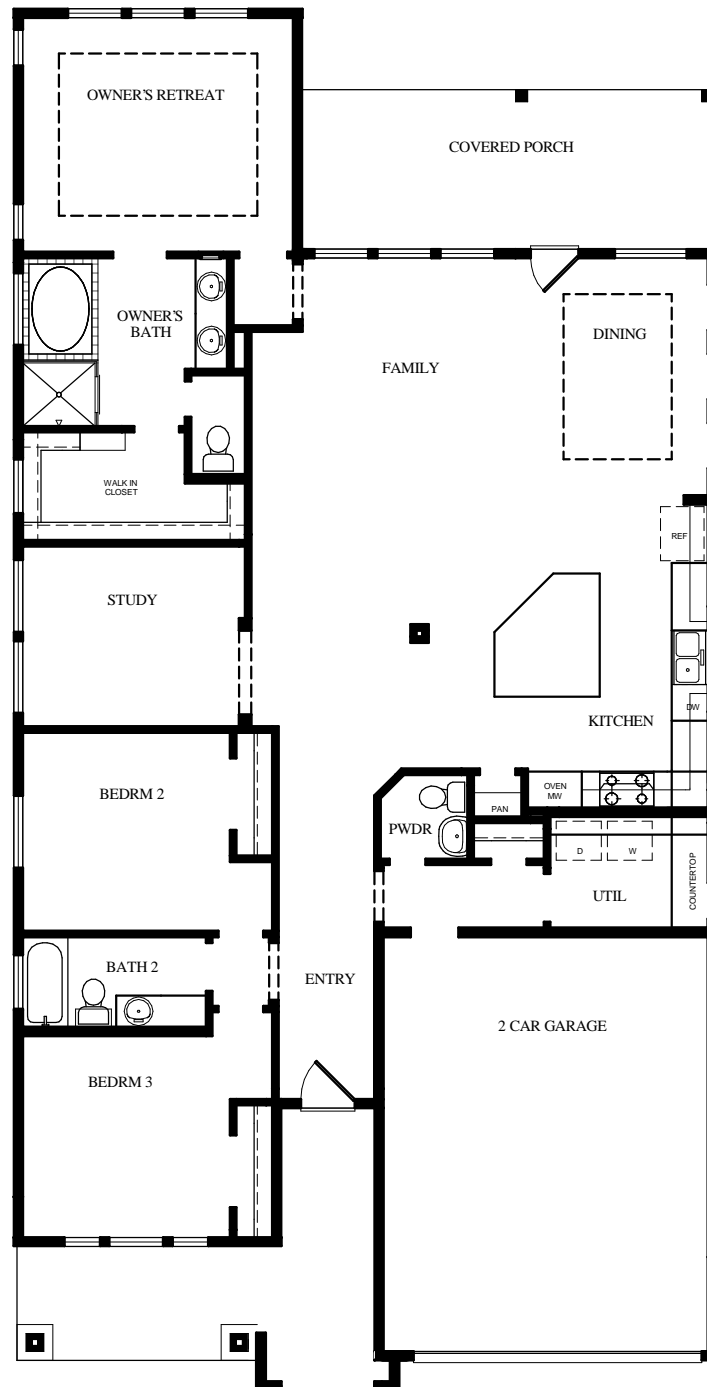 OWNER'S RETREAT
COVERED PORCH
OWNER'S
BATH
DINING
FAMILY
WALK IN
CLOSET
REF
STUDY
DW
KITCHEN
BEDRM 2
OVEN
MW
PAN
PWDR
D
W
COUNTERTOP
UTIL
BATH 2
ENTRY
2 CAR GARAGE
BEDRM 3